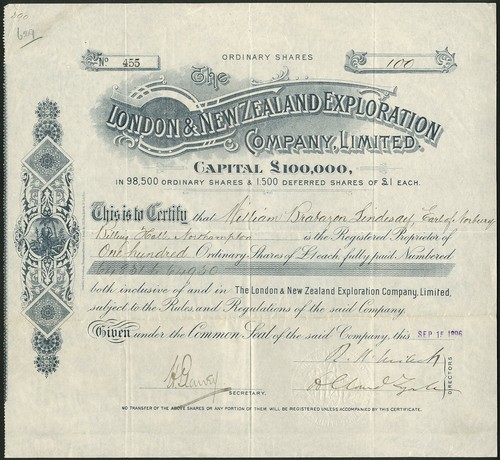 629
ORDINARY SHARES
No 455
100
The
LONDON & NEW ZEALAND EXPLORATION
COMPANY, LIMITED.
CAPITAL £100,000,
IN 98,500 ORDINARY SHARES & 1,500 DEFERRED SHARES OF £1 EACH.
This is to Certify that William Brabazon Lindesay, Earl of Norbury
Billing Hall, Northampton is the Registered Proprietor of
One hundred Ordinary Shares of £1 each, fully paid, Numbered
both inclusive of and in The London & New Zealand Exploration Company, Limited,
subject to the Rules and Regulations of the said Company.
Given under the Common Seal of the said Company, this SEP 18 1896
DIRECTORS
SECRETARY.
NO TRANSFER OF THE ABOVE SHARES OR ANY PORTION OF THEM WILL BE REGISTERED UNLESS ACCOMPANIED BY THIS CERTIFICATE.